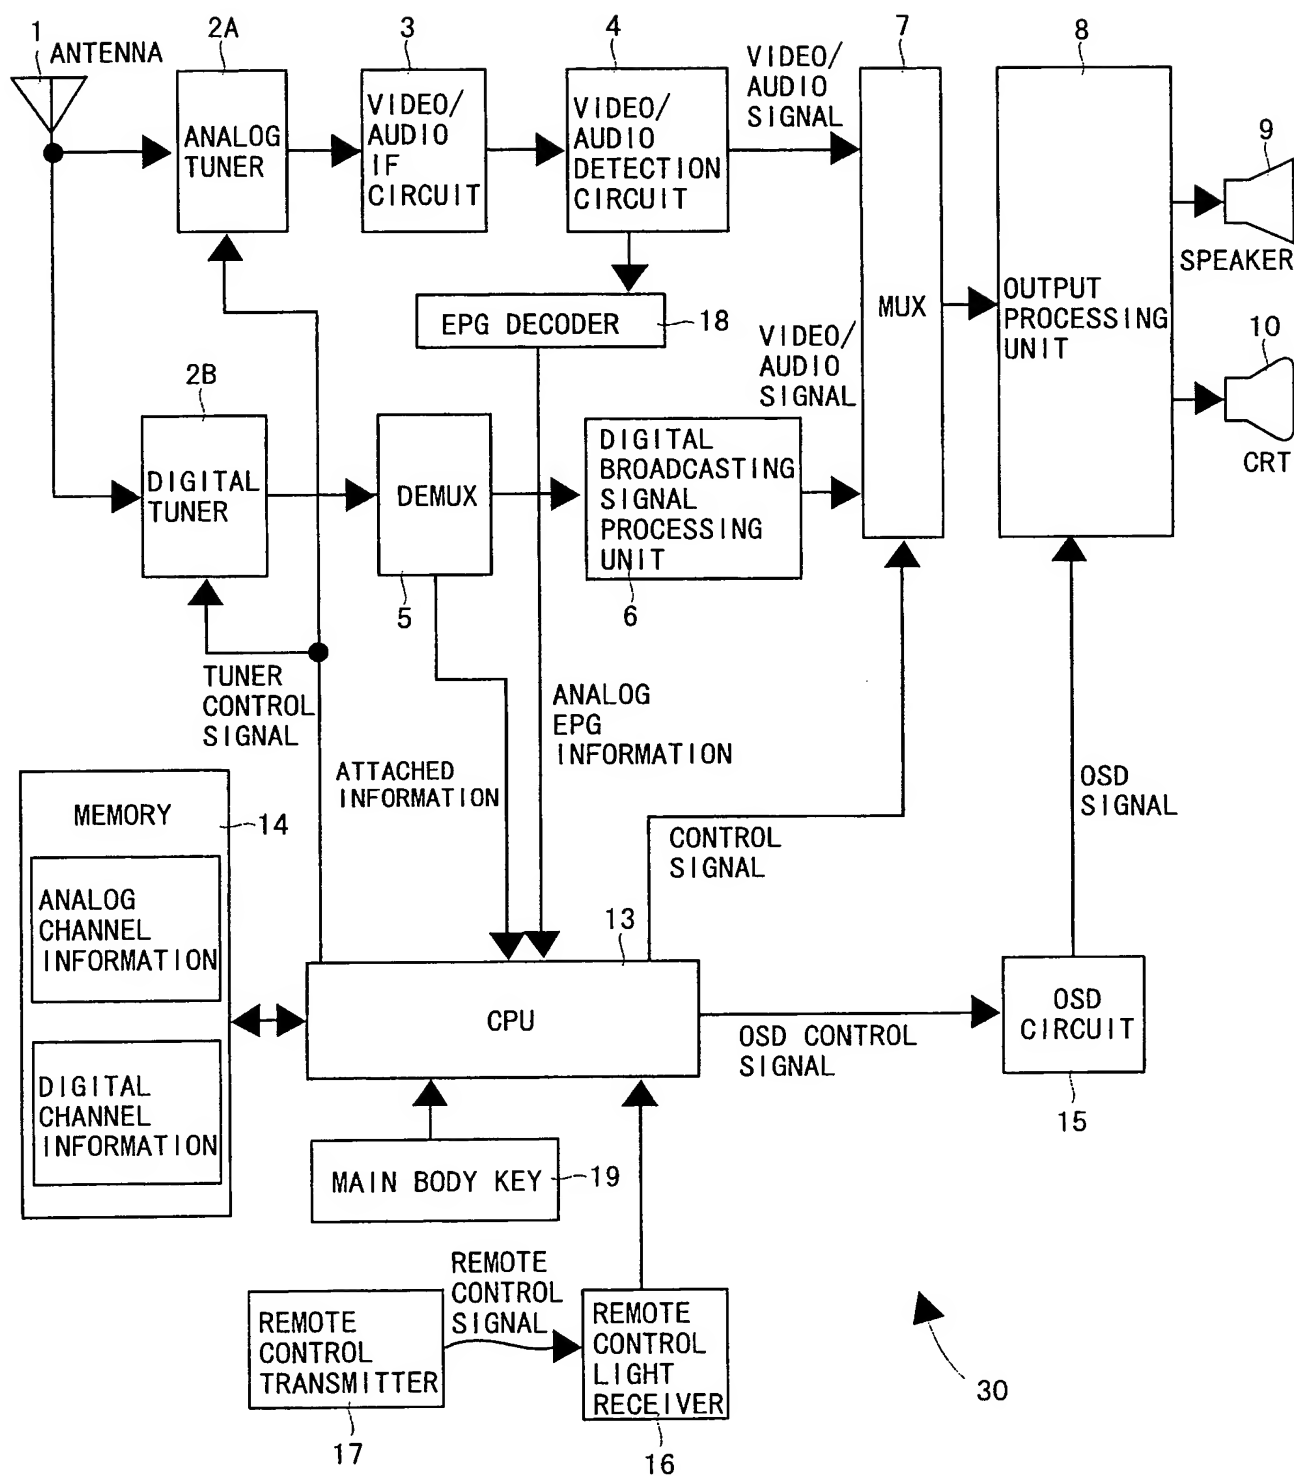 1
ANTENNA
2A
3
4
VIDEO/
AUDIO
SIGNAL
7
8
ANALOG
TUNER
VIDEO/
AUDIO
IF
CIRCUIT
VIDEO/
AUDIO
DETECTION
CIRCUIT
9
SPEAKER
EPG DECODER
18
MUX
OUTPUT
PROCESSING
UNIT
VIDEO/
AUDIO
SIGNAL
10
CRT
2B
DIGITAL
TUNER
DEMUX
5
DIGITAL
BROADCASTING
SIGNAL
PROCESSING
UNIT
6
TUNER
CONTROL
SIGNAL
ANALOG
EPG
INFORMATION
ATTACHED
INFORMATION
OSD
SIGNAL
MEMORY
14
CONTROL
SIGNAL
ANALOG
CHANNEL
INFORMATION
13
CPU
OSD CONTROL
SIGNAL
OSD
CIRCUIT
15
DIGITAL
CHANNEL
INFORMATION
MAIN BODY KEY
19
REMOTE
CONTROL
SIGNAL
REMOTE
CONTROL
TRANSMITTER
17
REMOTE
CONTROL
LIGHT
RECEIVER
16
30